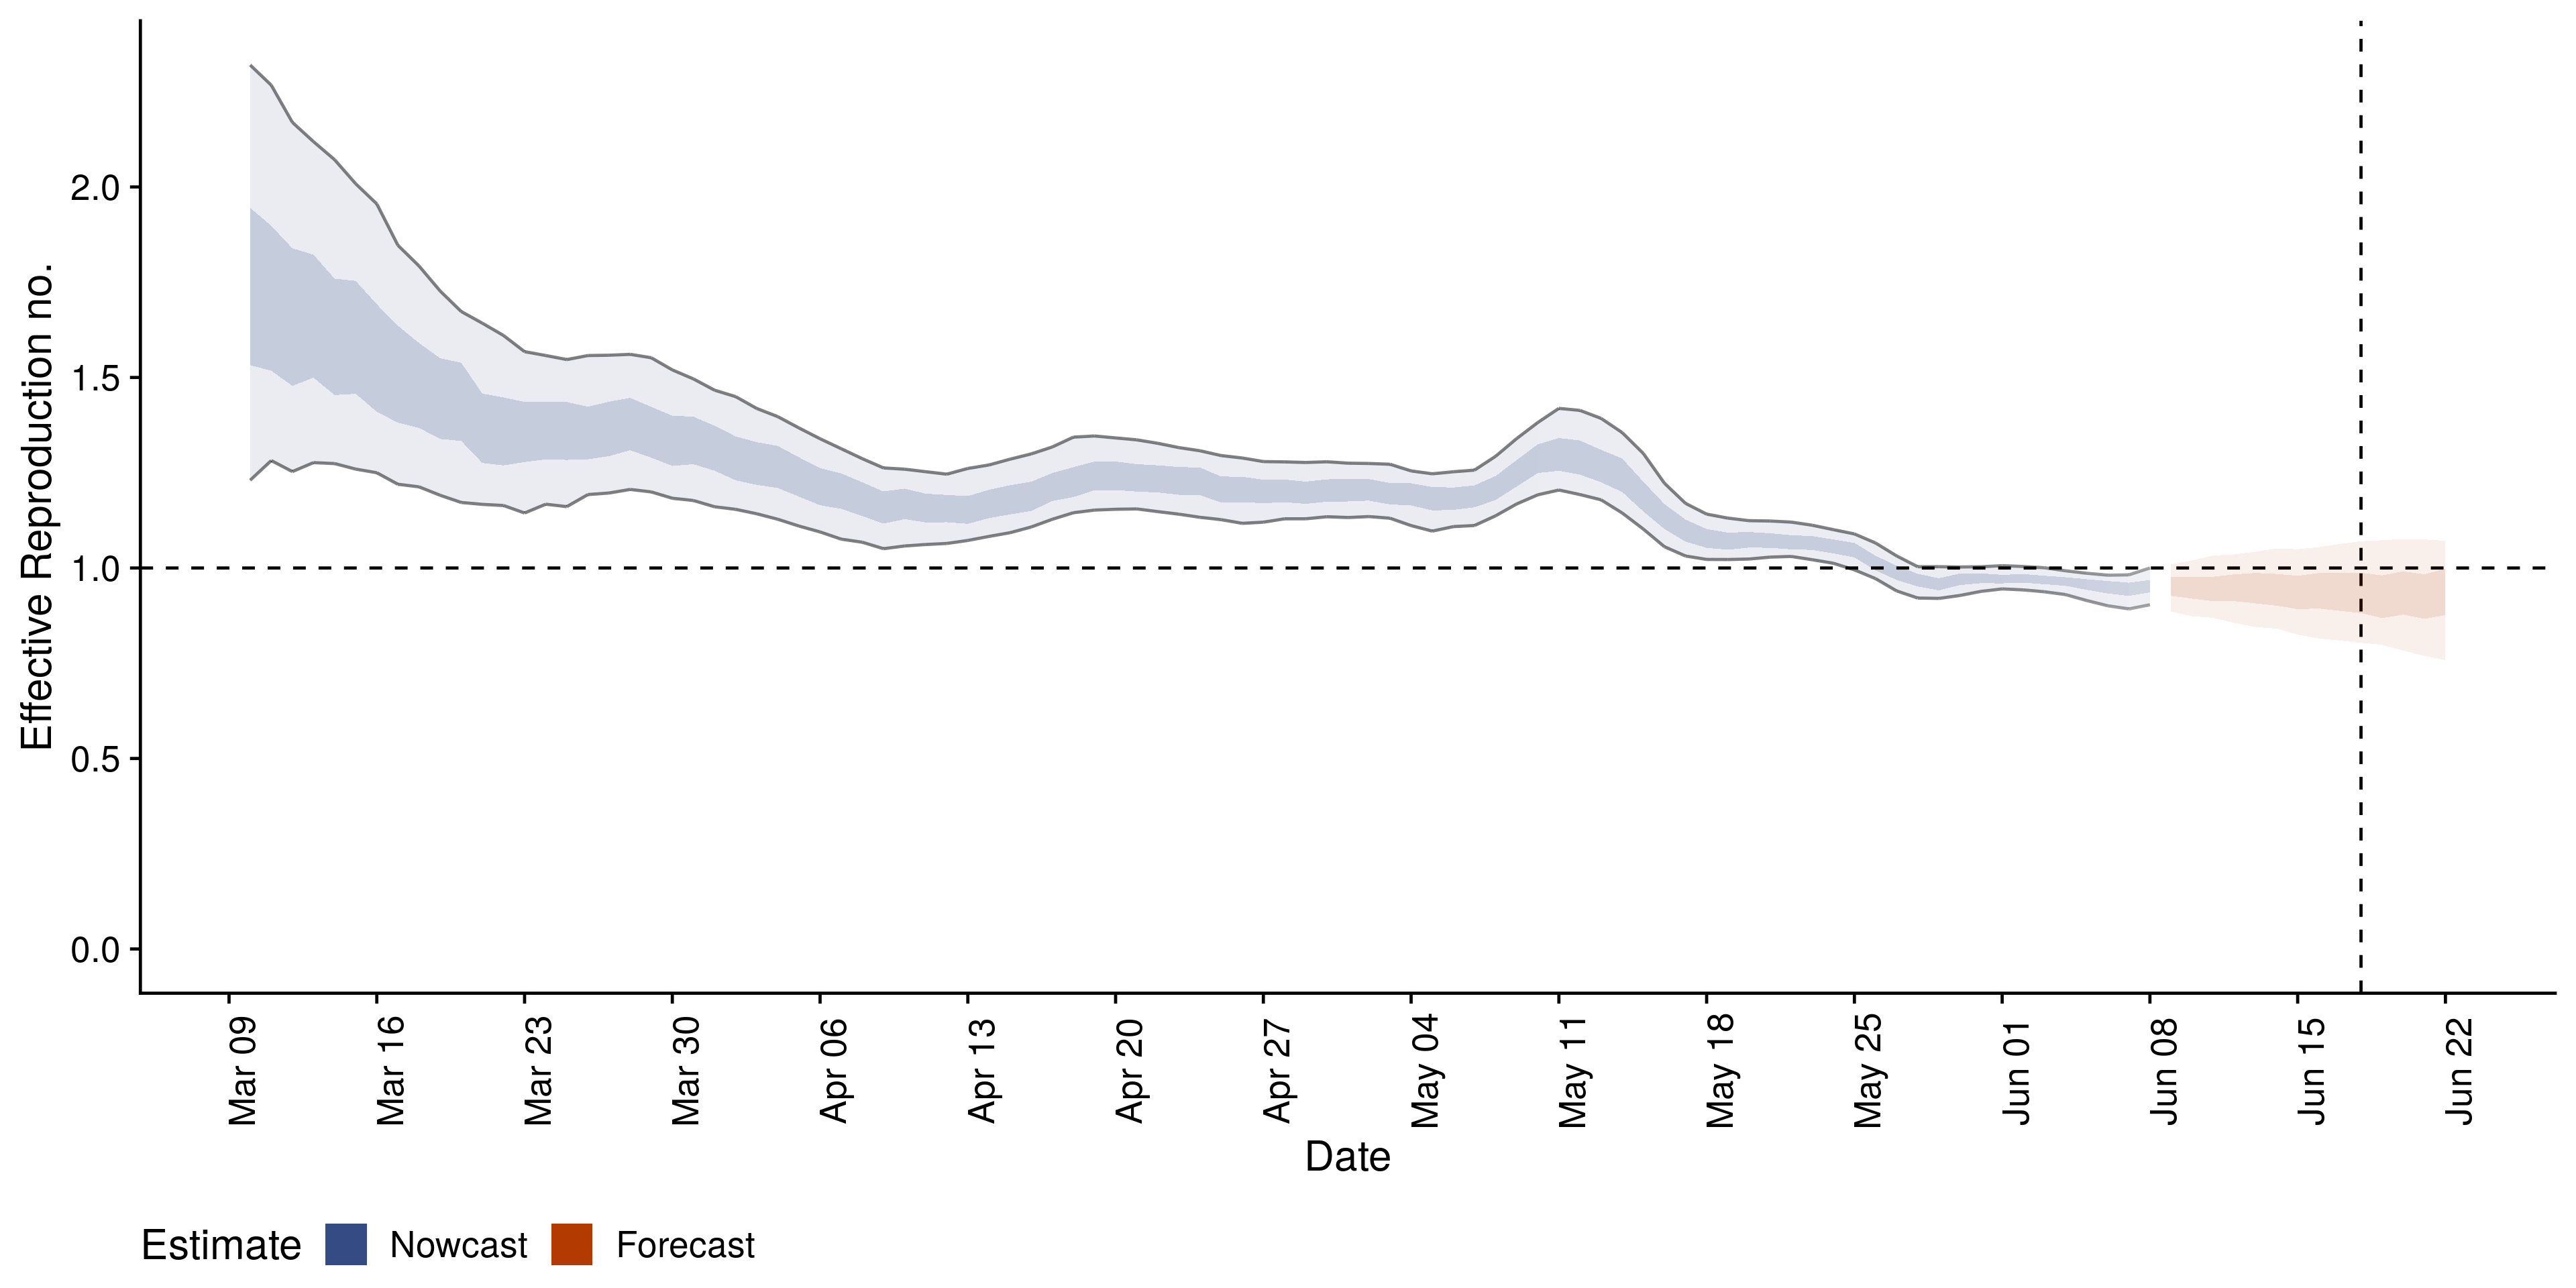 Effective Reproduction no.
2.0
1.5
1.0
0.5
0.0
Mar 09
Mar 16
Mar 23
Mar 30
Apr 06
Apr 13
Apr 20
Apr 27
May 04
May 11
May 18
May 25
Jun 01
Jun 08
Jun 15
Jun 22
Date
Estimate Nowcast Forecast